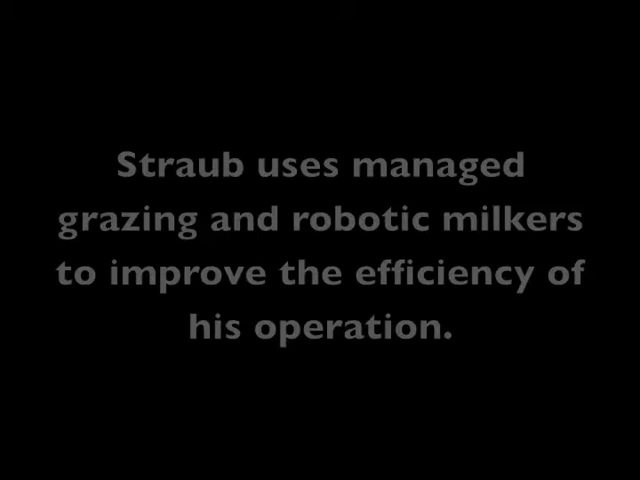 Straub uses managed
grazing and robotic milkers
to improve the efficiency of
his operation.